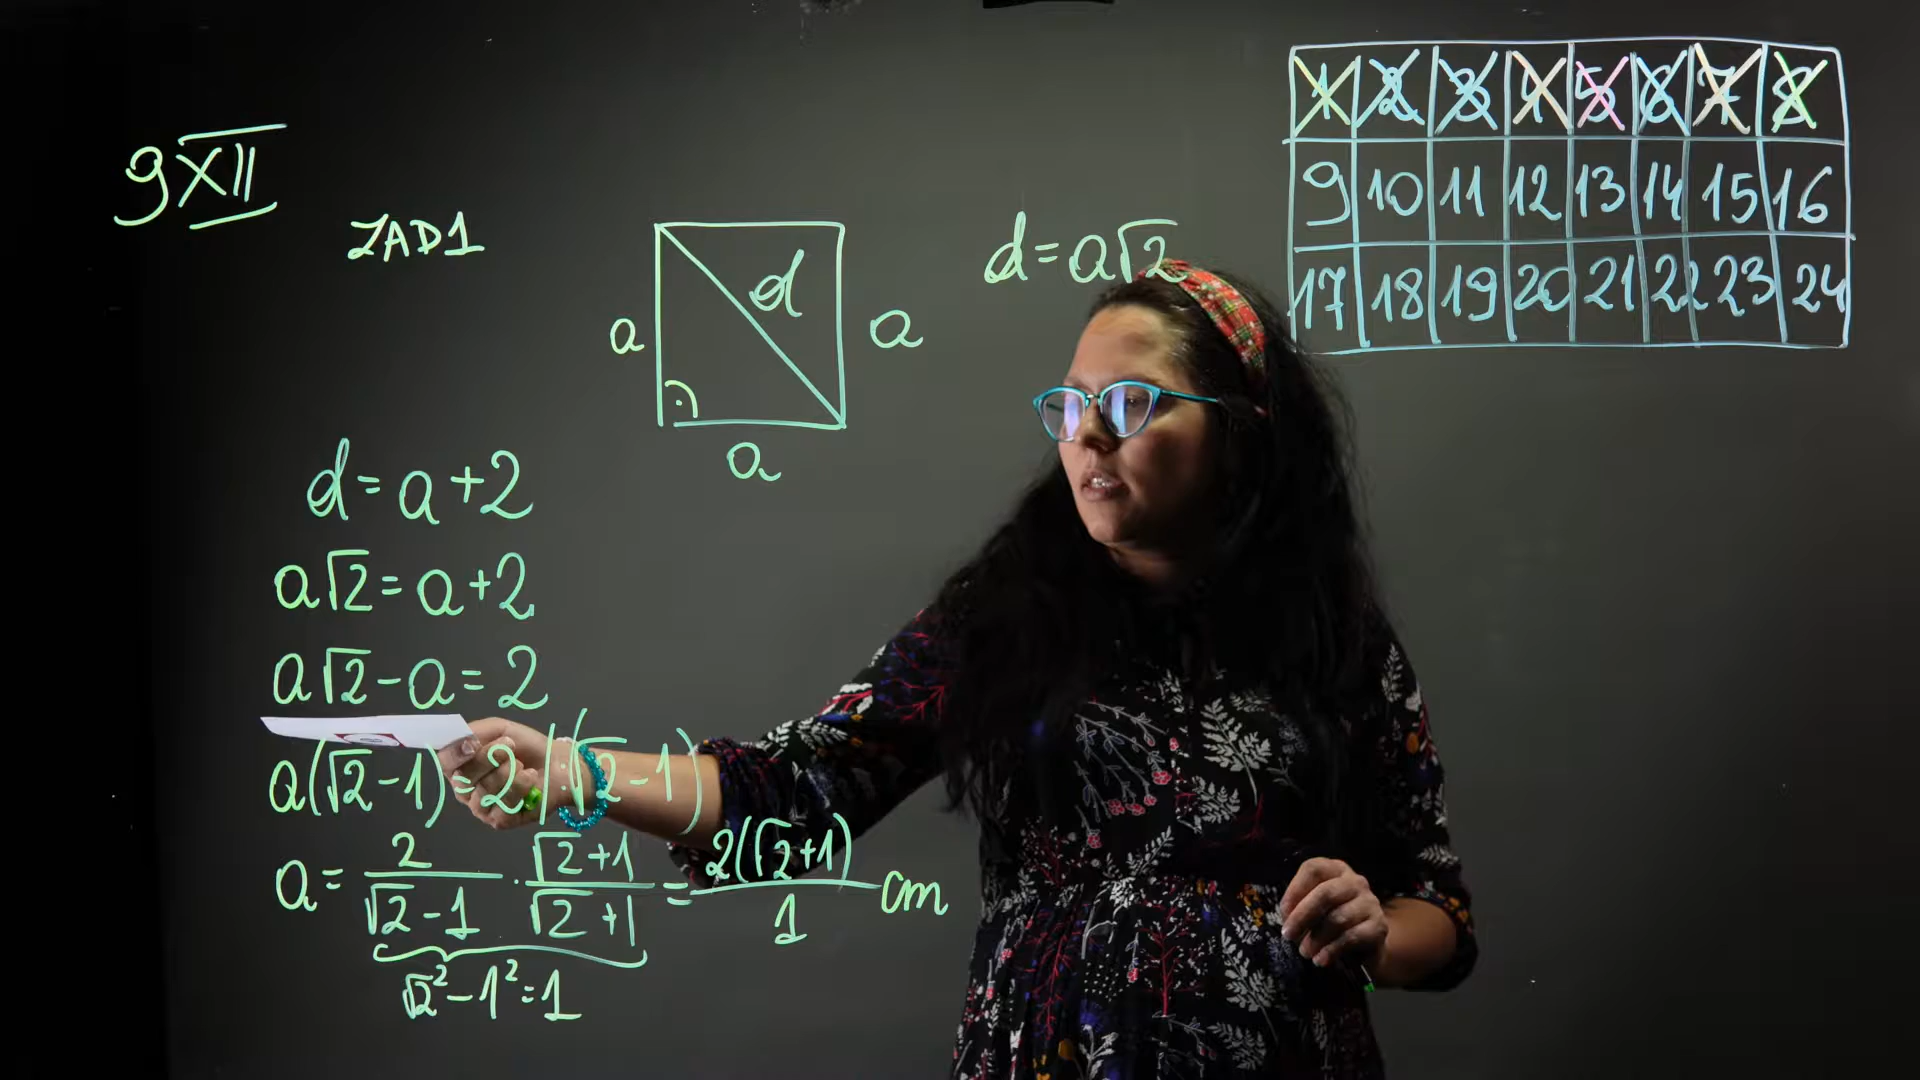 9 XII
ZAD1
d
a
a
a
d=a√2
1 2 3 4 5 6 7 8
9 10 11 12 13 14 15 16
17 18 19 20 21 22 23 24
d=a+2
a√2=a+2
a√2-a=2
a(√2-1)=2 |:(√2-1)
a= 2/(√2-1) · (√2+1)/(√2+1) = 2(√2+1)/1 cm
√2²-1²=1